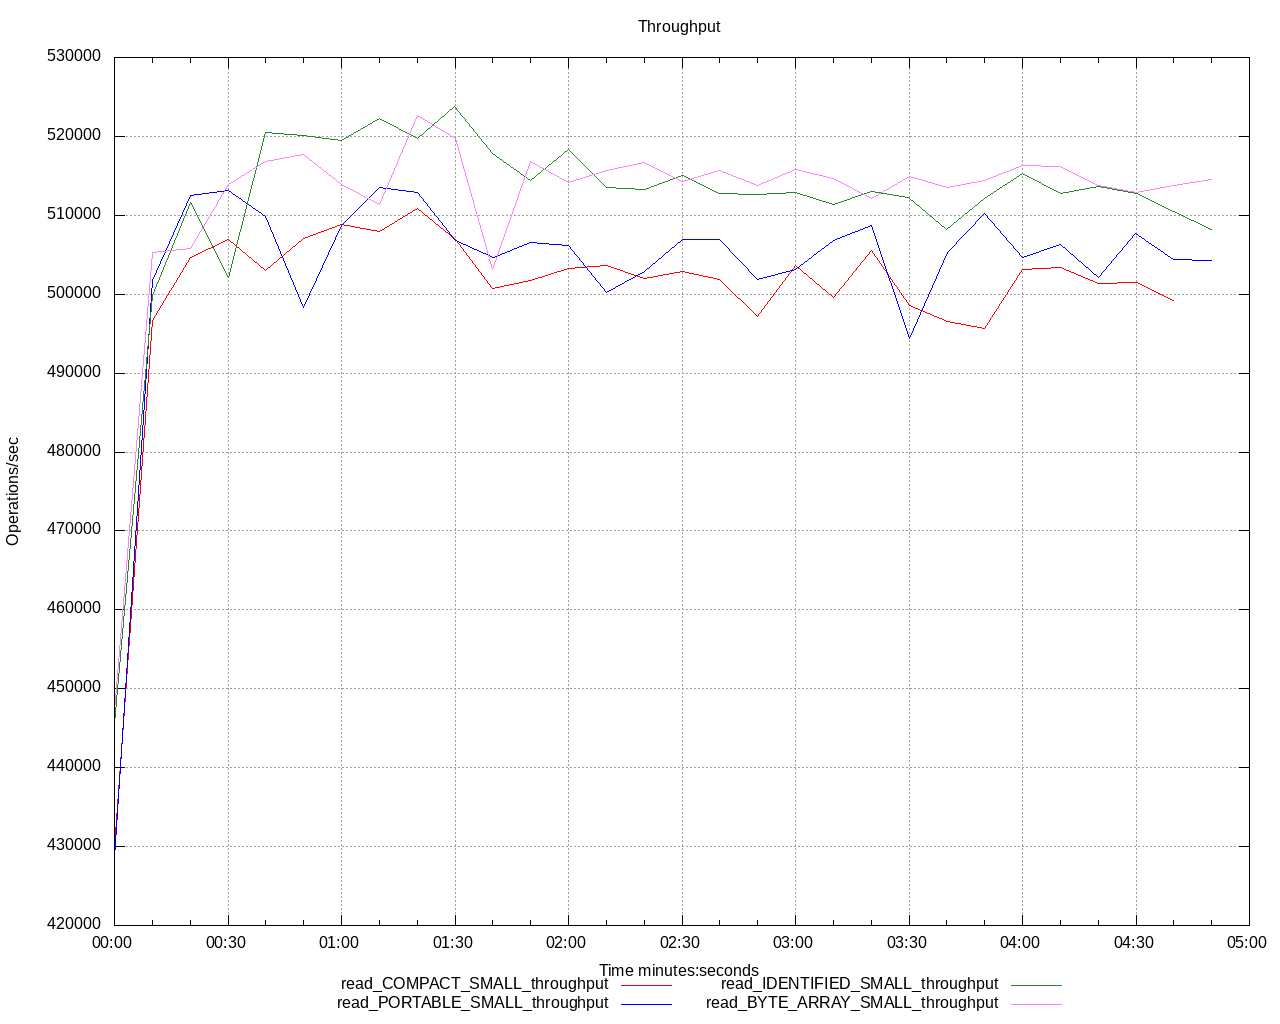 Throughput
530000
520000
510000
500000
490000
480000
470000
460000
450000
440000
430000
420000
Operations/sec
00:00 00:30 01:00 01:30 02:00 02:30 03:00 03:30 04:00 04:30 05:00
Time minutes:seconds
read_COMPACT_SMALL_throughput read_IDENTIFIED_SMALL_throughput
read_PORTABLE_SMALL_throughput read_BYTE_ARRAY_SMALL_throughput